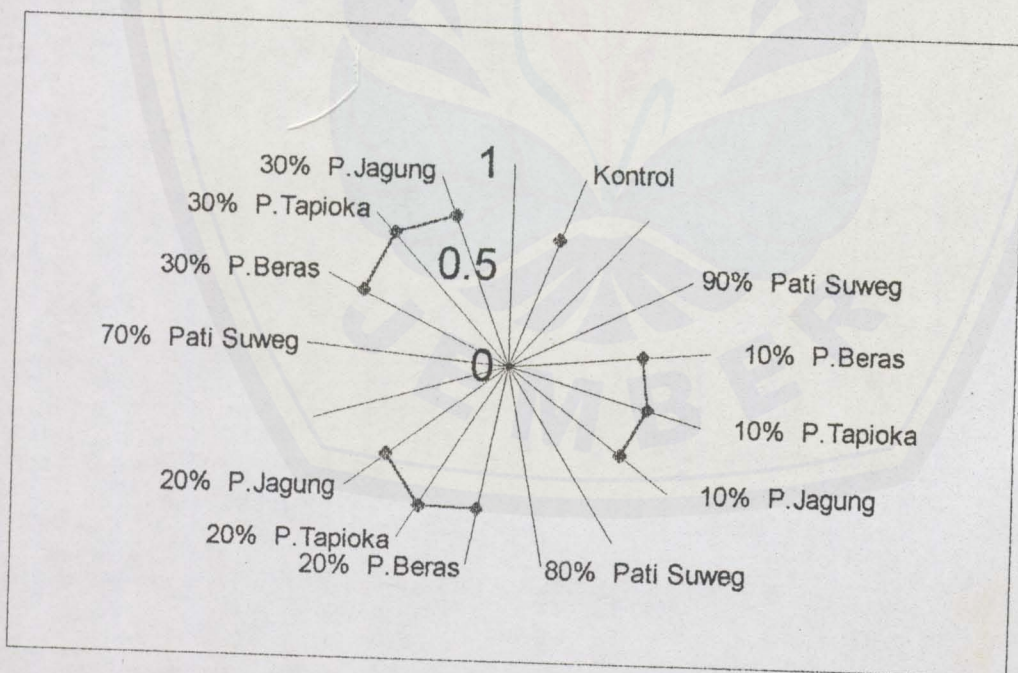 1
0.5
0
Kontrol
90% Pati Suweg
10% P.Beras
10% P.Tapioka
10% P.Jagung
80% Pati Suweg
20% P.Beras
20% P.Tapioka
20% P.Jagung
70% Pati Suweg
30% P.Beras
30% P.Tapioka
30% P.Jagung
JEMBER